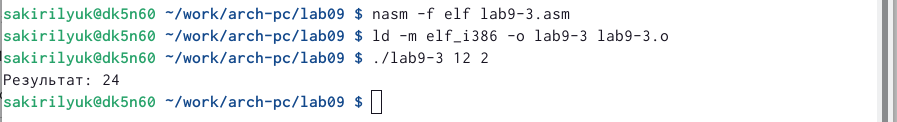 sakirilyuk@dk5n60 ~/work/arch-pc/lab09 $ nasm -f elf lab9-3.asm
sakirilyuk@dk5n60 ~/work/arch-pc/lab09 $ ld -m elf_i386 -o lab9-3 lab9-3.o
sakirilyuk@dk5n60 ~/work/arch-pc/lab09 $ ./lab9-3 12 2
Результат: 24
sakirilyuk@dk5n60 ~/work/arch-pc/lab09 $